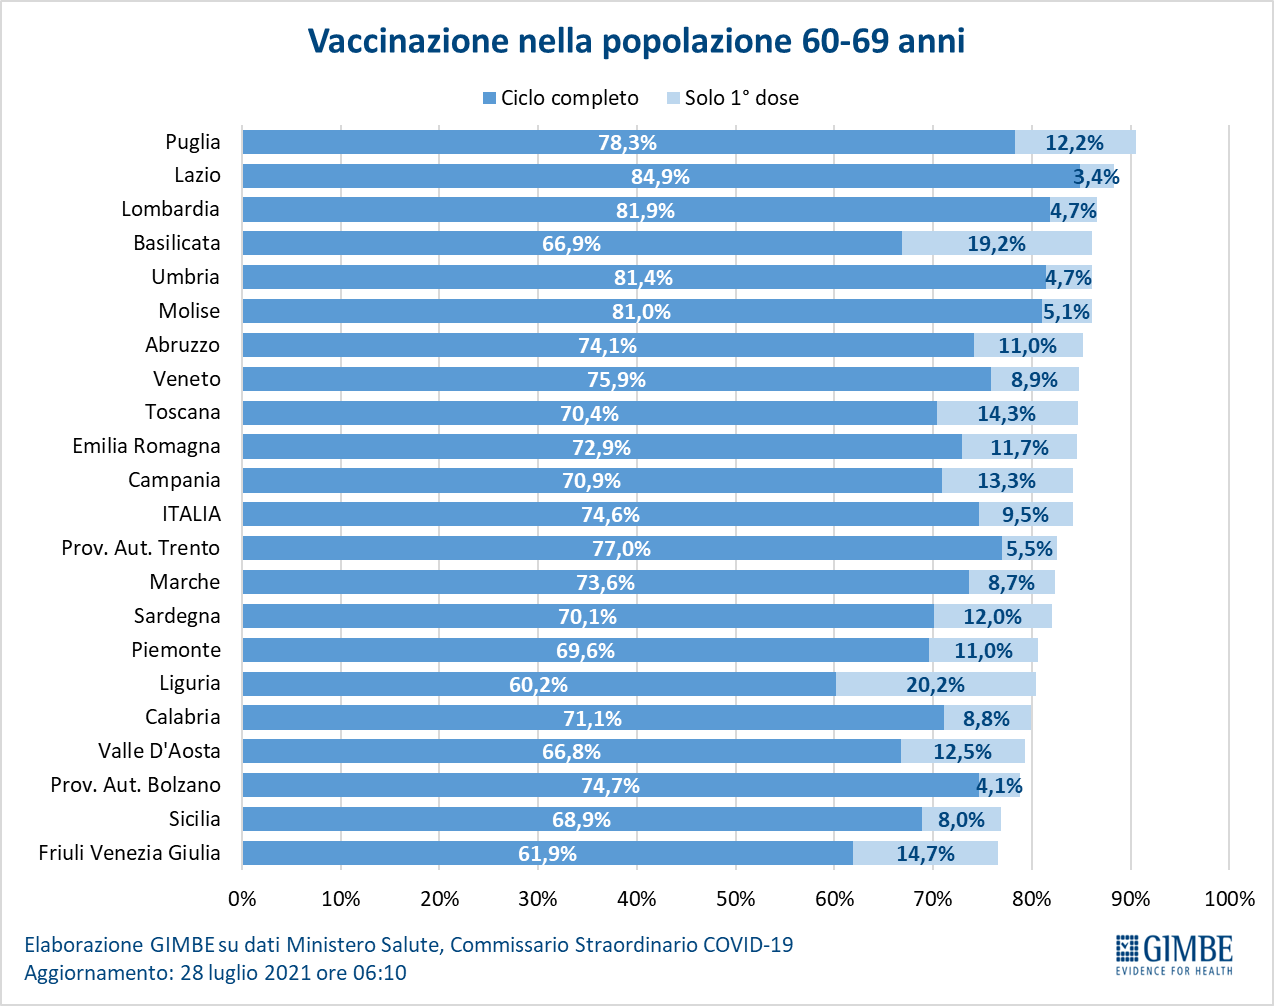 Vaccinazione nella popolazione 60-69 anni
Ciclo completo Solo 1° dose
Puglia 78,3% 12,2%
Lazio 84,9% 3,4%
Lombardia 81,9% 4,7%
Basilicata 66,9% 19,2%
Umbria 81,4% 4,7%
Molise 81,0% 5,1%
Abruzzo 74,1% 11,0%
Veneto 75,9% 8,9%
Toscana 70,4% 14,3%
Emilia Romagna 72,9% 11,7%
Campania 70,9% 13,3%
ITALIA 74,6% 9,5%
Prov. Aut. Trento 77,0% 5,5%
Marche 73,6% 8,7%
Sardegna 70,1% 12,0%
Piemonte 69,6% 11,0%
Liguria 60,2% 20,2%
Calabria 71,1% 8,8%
Valle D'Aosta 66,8% 12,5%
Prov. Aut. Bolzano 74,7% 4,1%
Sicilia 68,9% 8,0%
Friuli Venezia Giulia 61,9% 14,7%
0% 10% 20% 30% 40% 50% 60% 70% 80% 90% 100%
Elaborazione GIMBE su dati Ministero Salute, Commissario Straordinario COVID-19
Aggiornamento: 28 luglio 2021 ore 06:10
GIMBE
EVIDENCE FOR HEALTH